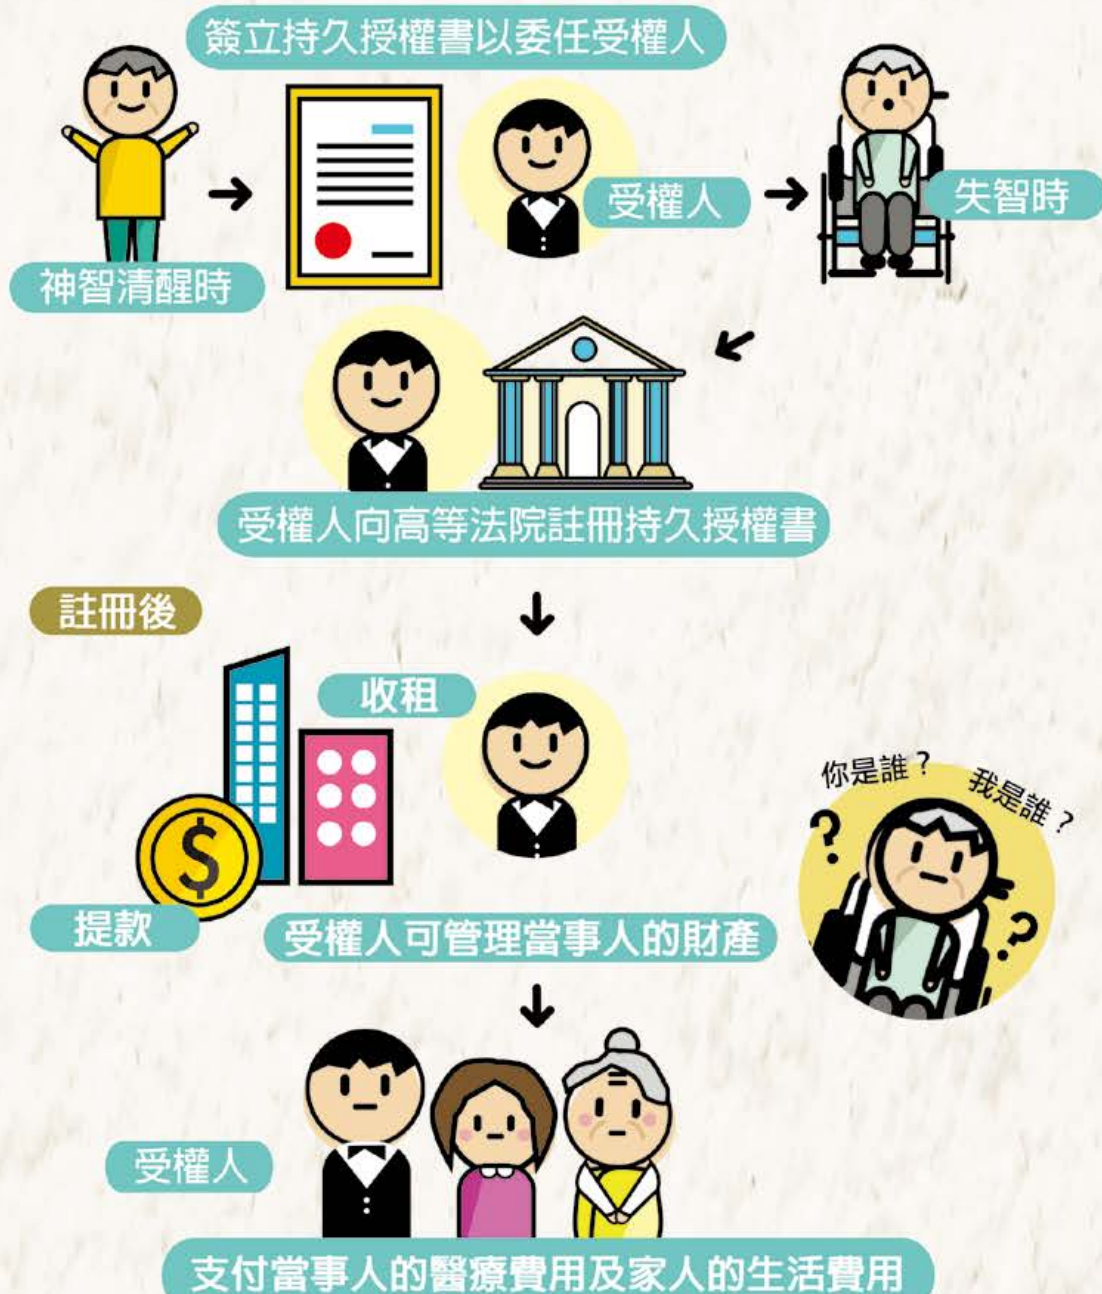 簽立持久授權書以委任受權人
受權人
失智時
神智清醒時
受權人向高等法院註冊持久授權書
註冊後
收租
你是誰?
我是誰?
$
?
?
提款
受權人可管理當事人的財產
受權人
支付當事人的醫療費用及家人的生活費用